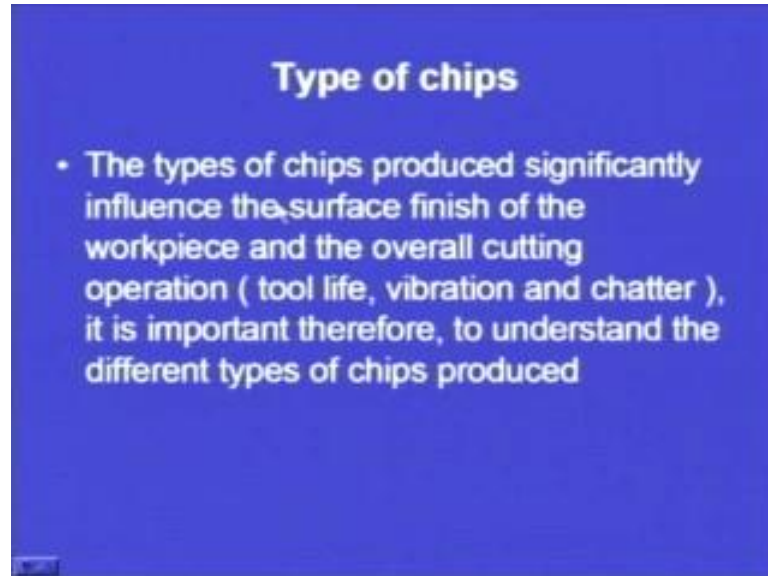 Type of chips
• The types of chips produced significantly
influence the surface finish of the
workpiece and the overall cutting
operation ( tool life, vibration and chatter ),
it is important therefore, to understand the
different types of chips produced